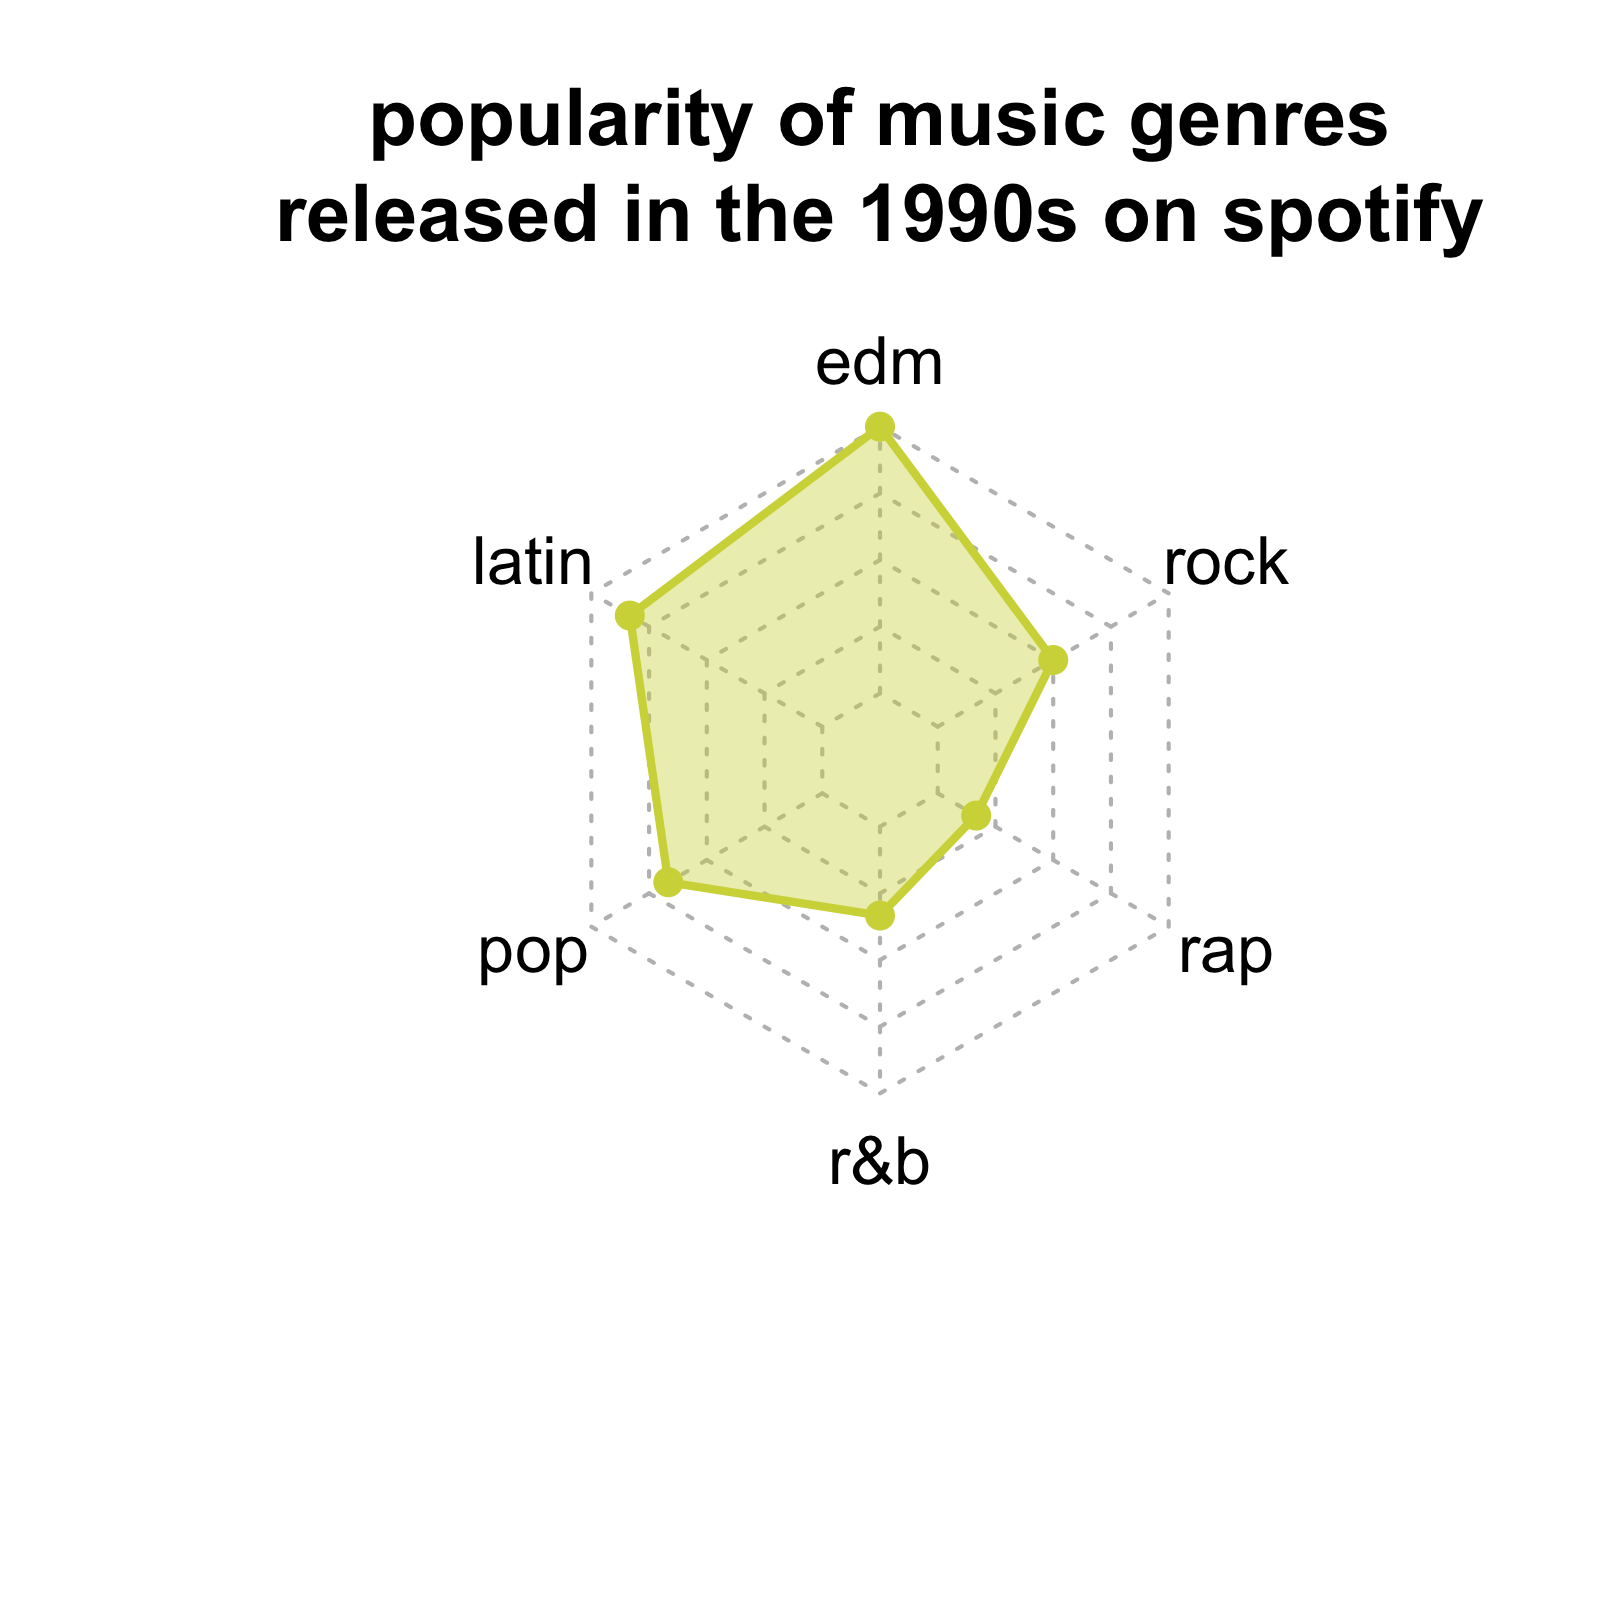 popularity of music genres
released in the 1990s on spotify
edm
latin
rock
pop
rap
r&b